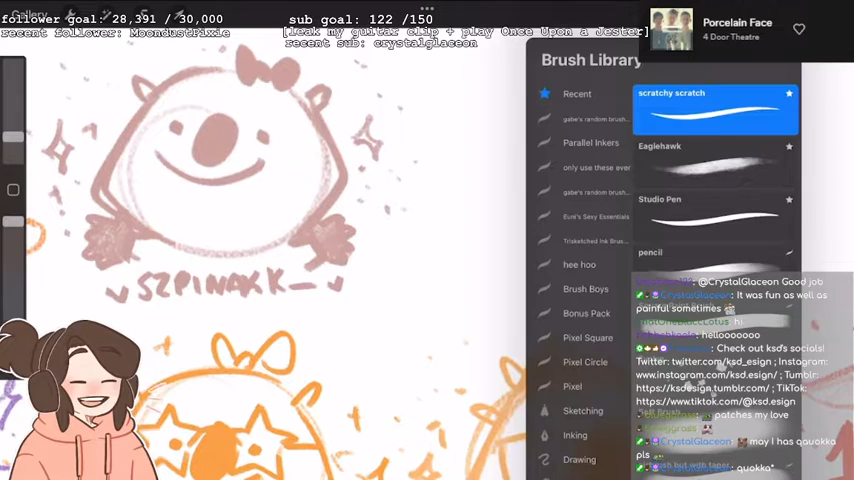 Gallery
follower goal: 28,391 / 30,000
sub goal: 122 /150
recent follower: MoondustPixie
[leak my guitar clip + play Once Upon a Jester]
recent sub: crystalglaceon
Porcelain Face
4 Door Theatre
Brush Library
Recent
gabe's random brush...
Parallel Inkers
only use these ever
gabe's random brush...
Euni's Sexy Essentials
Trisketched Ink Brus...
hee hoo
Brush Boys
Bonus Pack
Pixel Square
Pixel Circle
Pixel
Sketching
Inking
Drawing
scratchy scratch
Eaglehawk
Studio Pen
pencil
SZPINAKK_
@CrystalGlaceon Good job
CrystalGlaceon: It was fun as well as
painful sometimes
hi
hellooooooo
Check out ksd's socials!
Twitter: twitter.com/ksd_esign ; Instagram:
www.instagram.com/ksd.esign/ ; Tumblr:
https://ksdesign.tumblr.com/ ; TikTok:
https://www.tiktok.com/@ksd.esign
patches my love
CrystalGlaceon: may I has qauokka
pls
CrystalGlaceon: quokka*